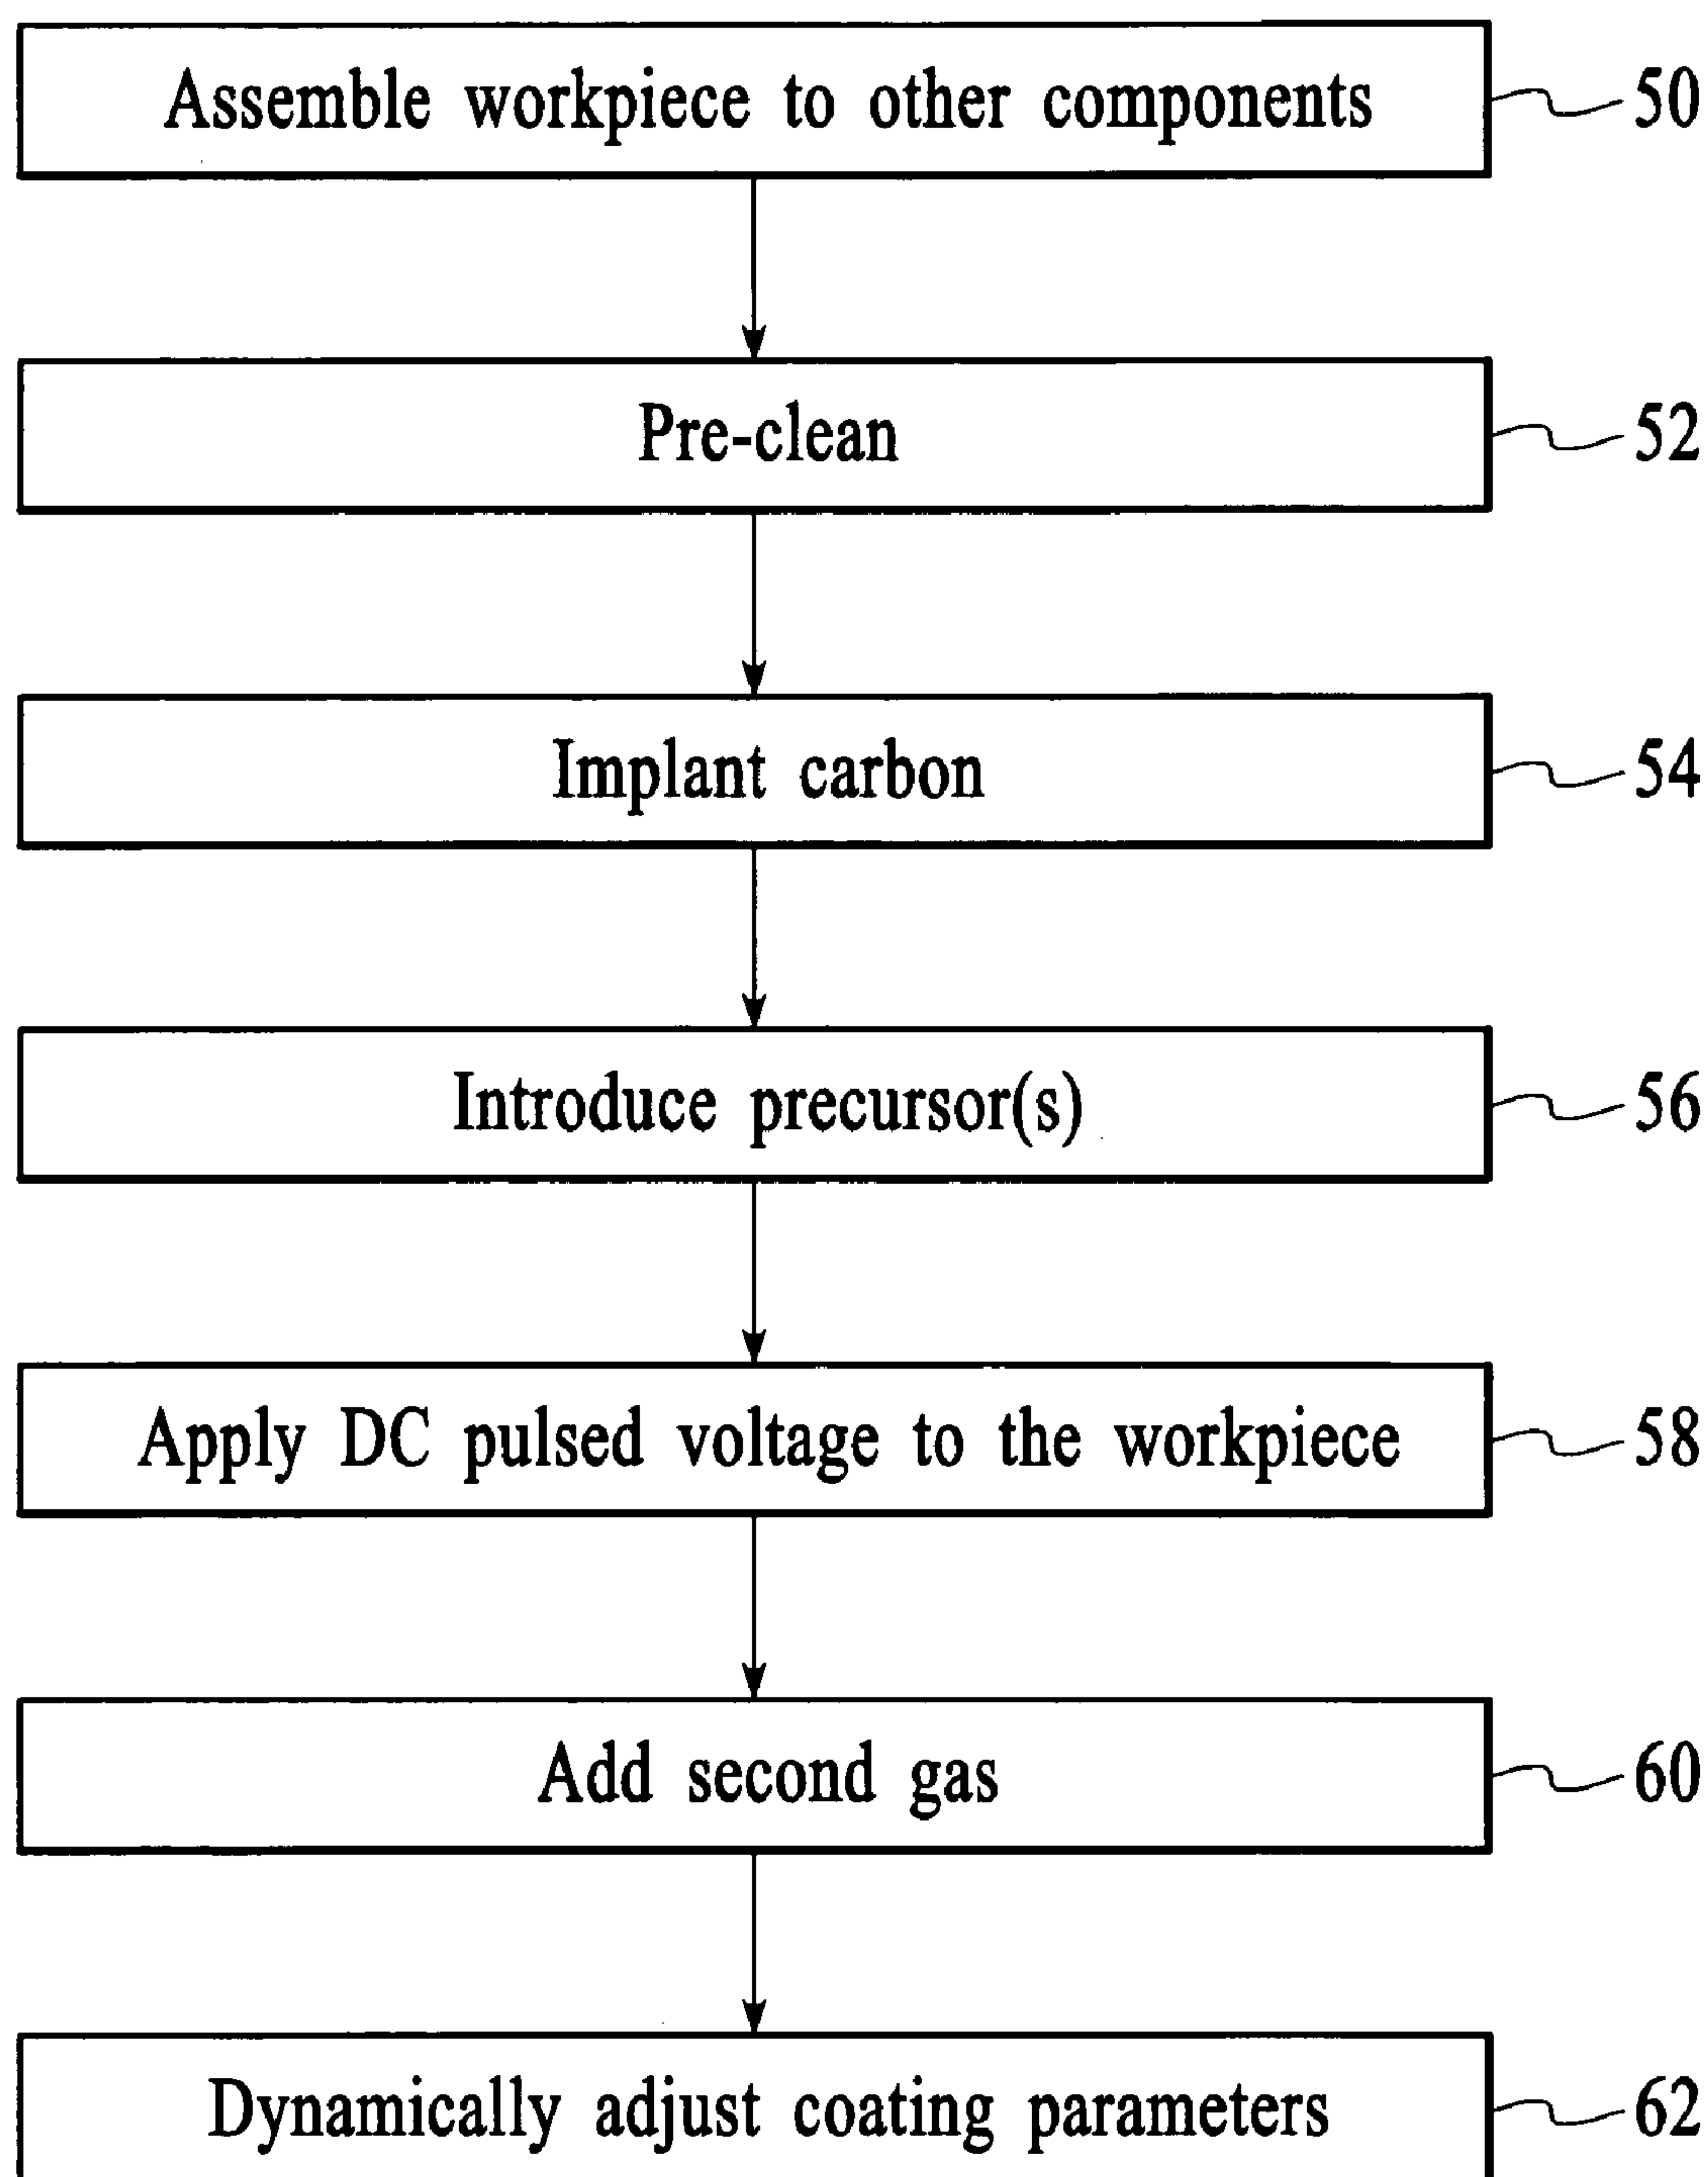 Assemble workpiece to other components 50
Pre-clean 52
Implant carbon 54
Introduce precursor(s) 56
Apply DC pulsed voltage to the workpiece 58
Add second gas 60
Dynamically adjust coating parameters 62